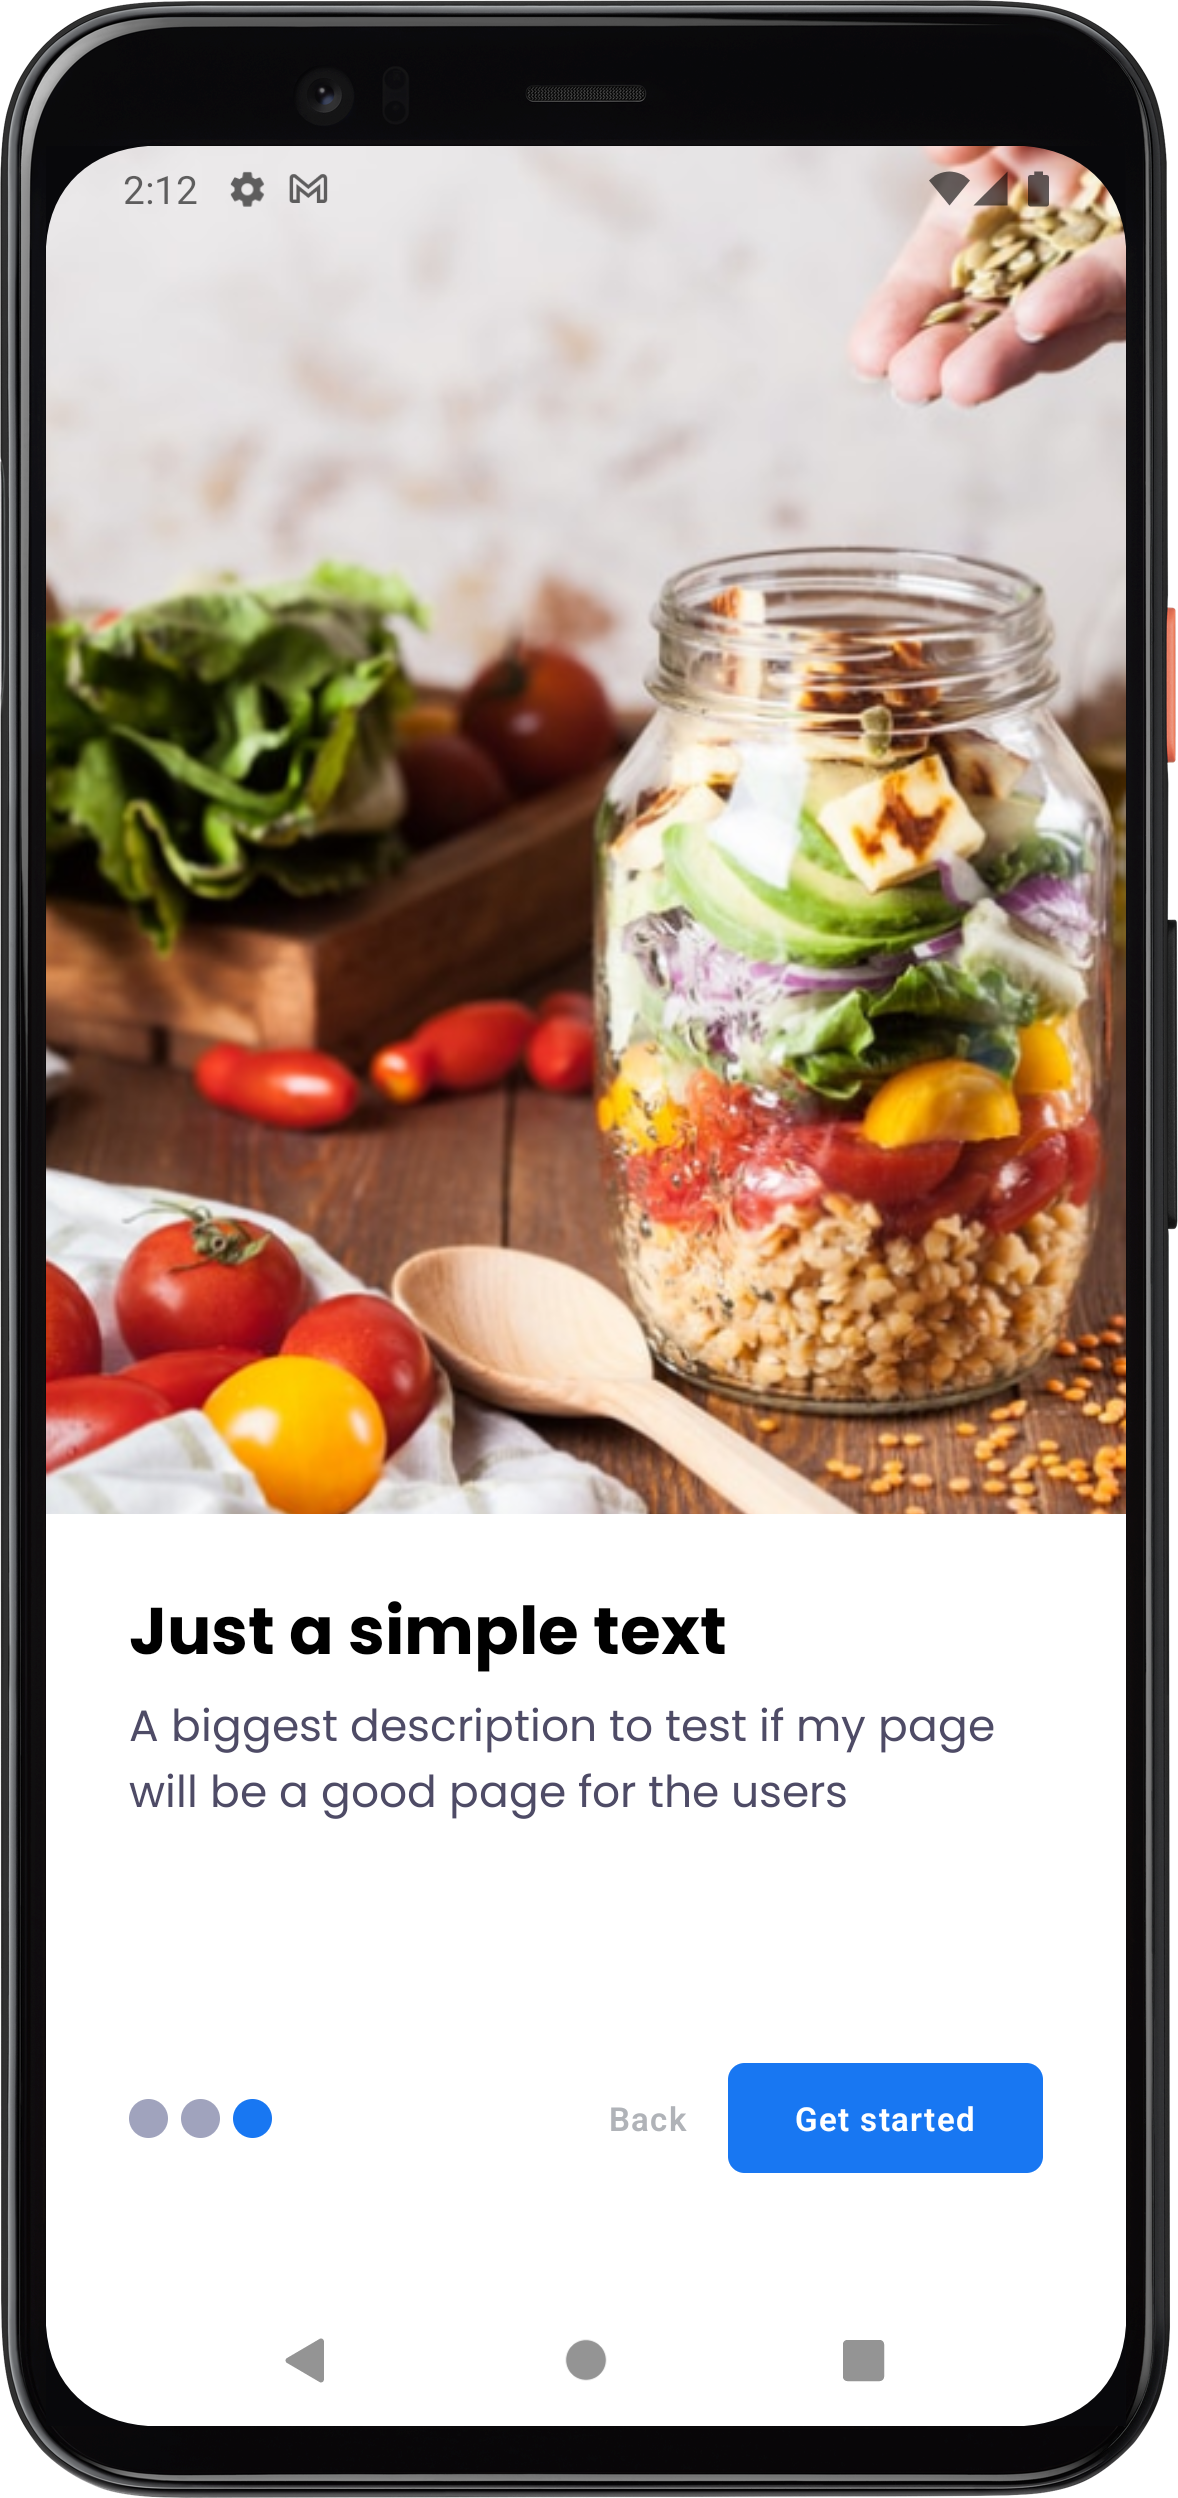 2:12
Just a simple text
A biggest description to test if my page
will be a good page for the users
Back
Get started